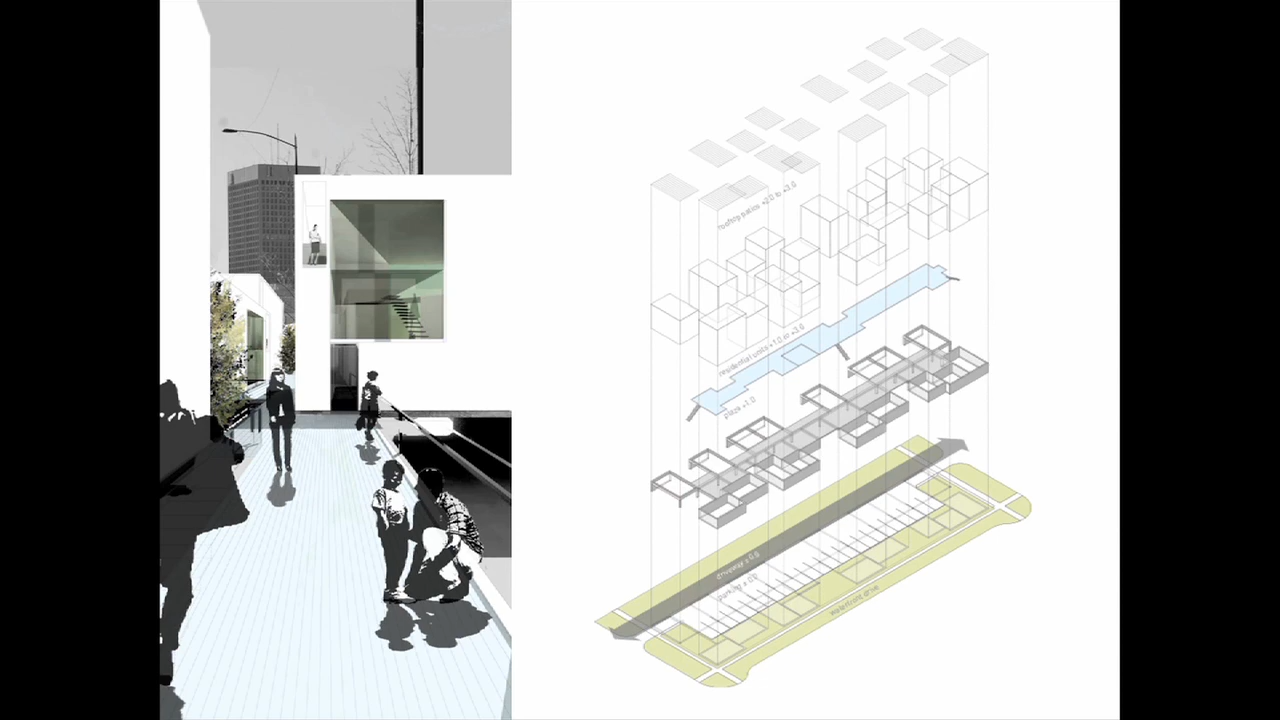 rooftop patios +2.0 to +3.0
residential units +1.0 to +3.0
plaza +1.0
driveway ± 0.0
parking ± 0.0
waterfront drive